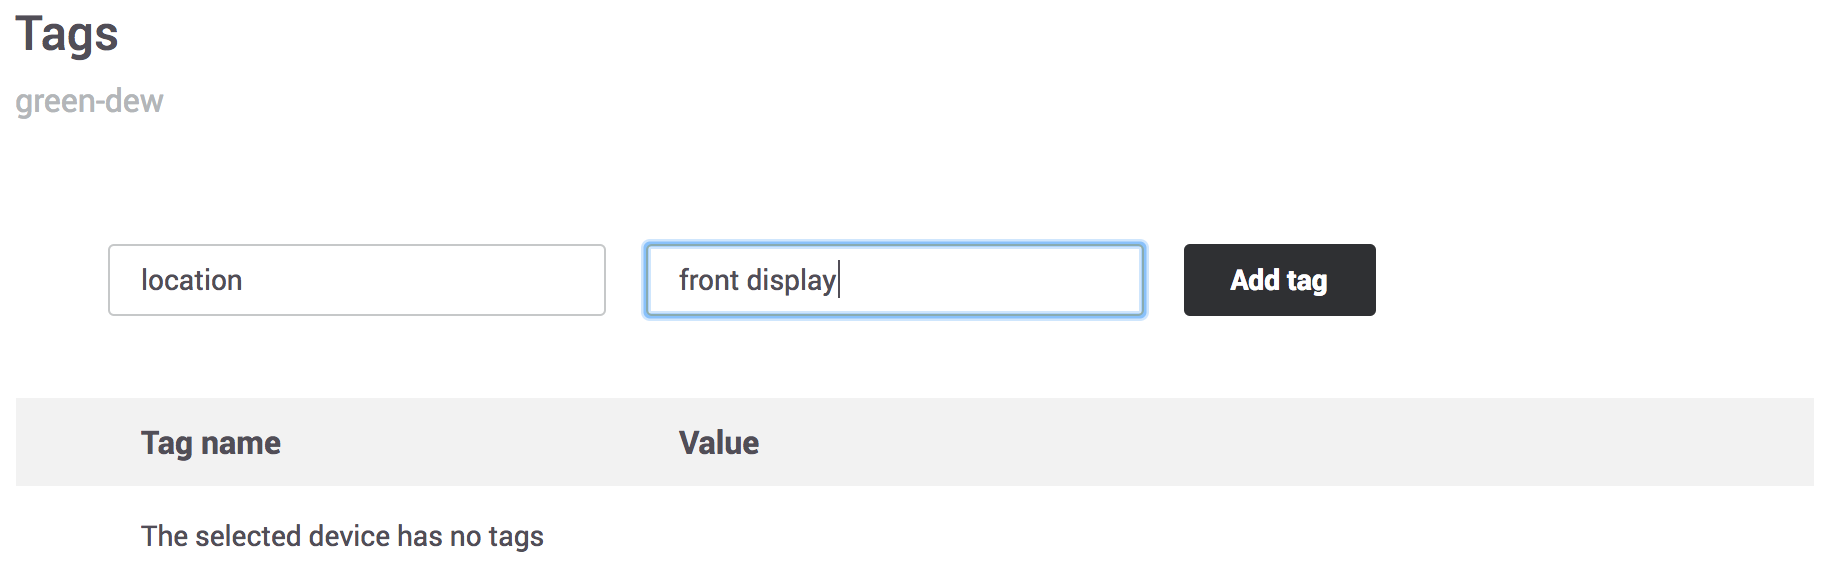 Tags
green-dew
location front display Add tag
Tag name Value
The selected device has no tags